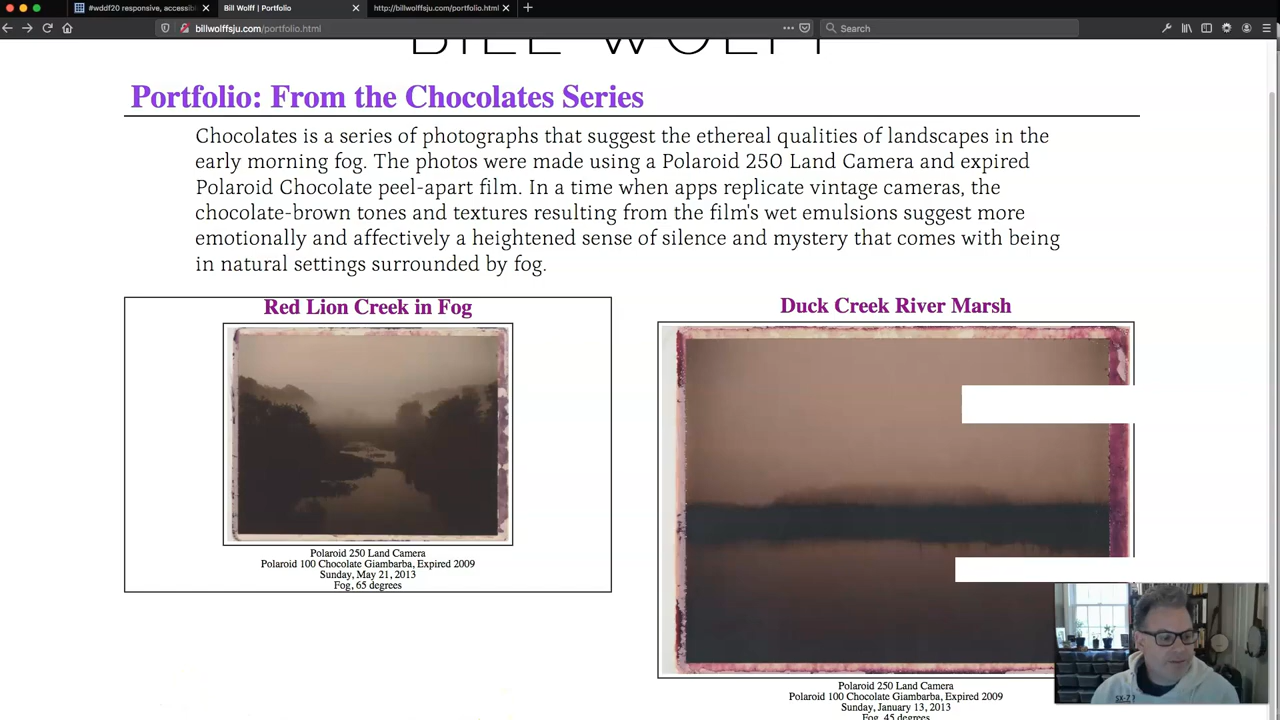 #wddf20 responsive, accessibi
Bill Wolff | Portfolio
http://billwolffsju.com/portfolio.html
billwolffsju.com/portfolio.html
Search
BILL WOLFF
Portfolio: From the Chocolates Series
Chocolates is a series of photographs that suggest the ethereal qualities of landscapes in the
early morning fog. The photos were made using a Polaroid 250 Land Camera and expired
Polaroid Chocolate peel-apart film. In a time when apps replicate vintage cameras, the
chocolate-brown tones and textures resulting from the film's wet emulsions suggest more
emotionally and affectively a heightened sense of silence and mystery that comes with being
in natural settings surrounded by fog.
Red Lion Creek in Fog
Polaroid 250 Land Camera
Polaroid 100 Chocolate Giambarba, Expired 2009
Sunday, May 21, 2013
Fog, 65 degrees
Duck Creek River Marsh
Polaroid 250 Land Camera
Polaroid 100 Chocolate Giambarba, Expired 2009
Sunday, January 13, 2013
Fog, 45 degrees